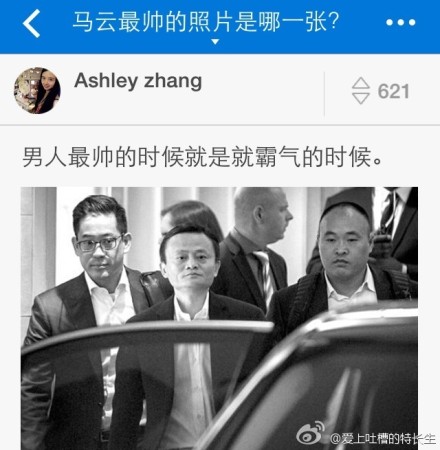 马云最帅的照片是哪一张?
Ashley zhang
621
男人最帅的时候就是就霸气的时候。
@爱上吐槽的特长生